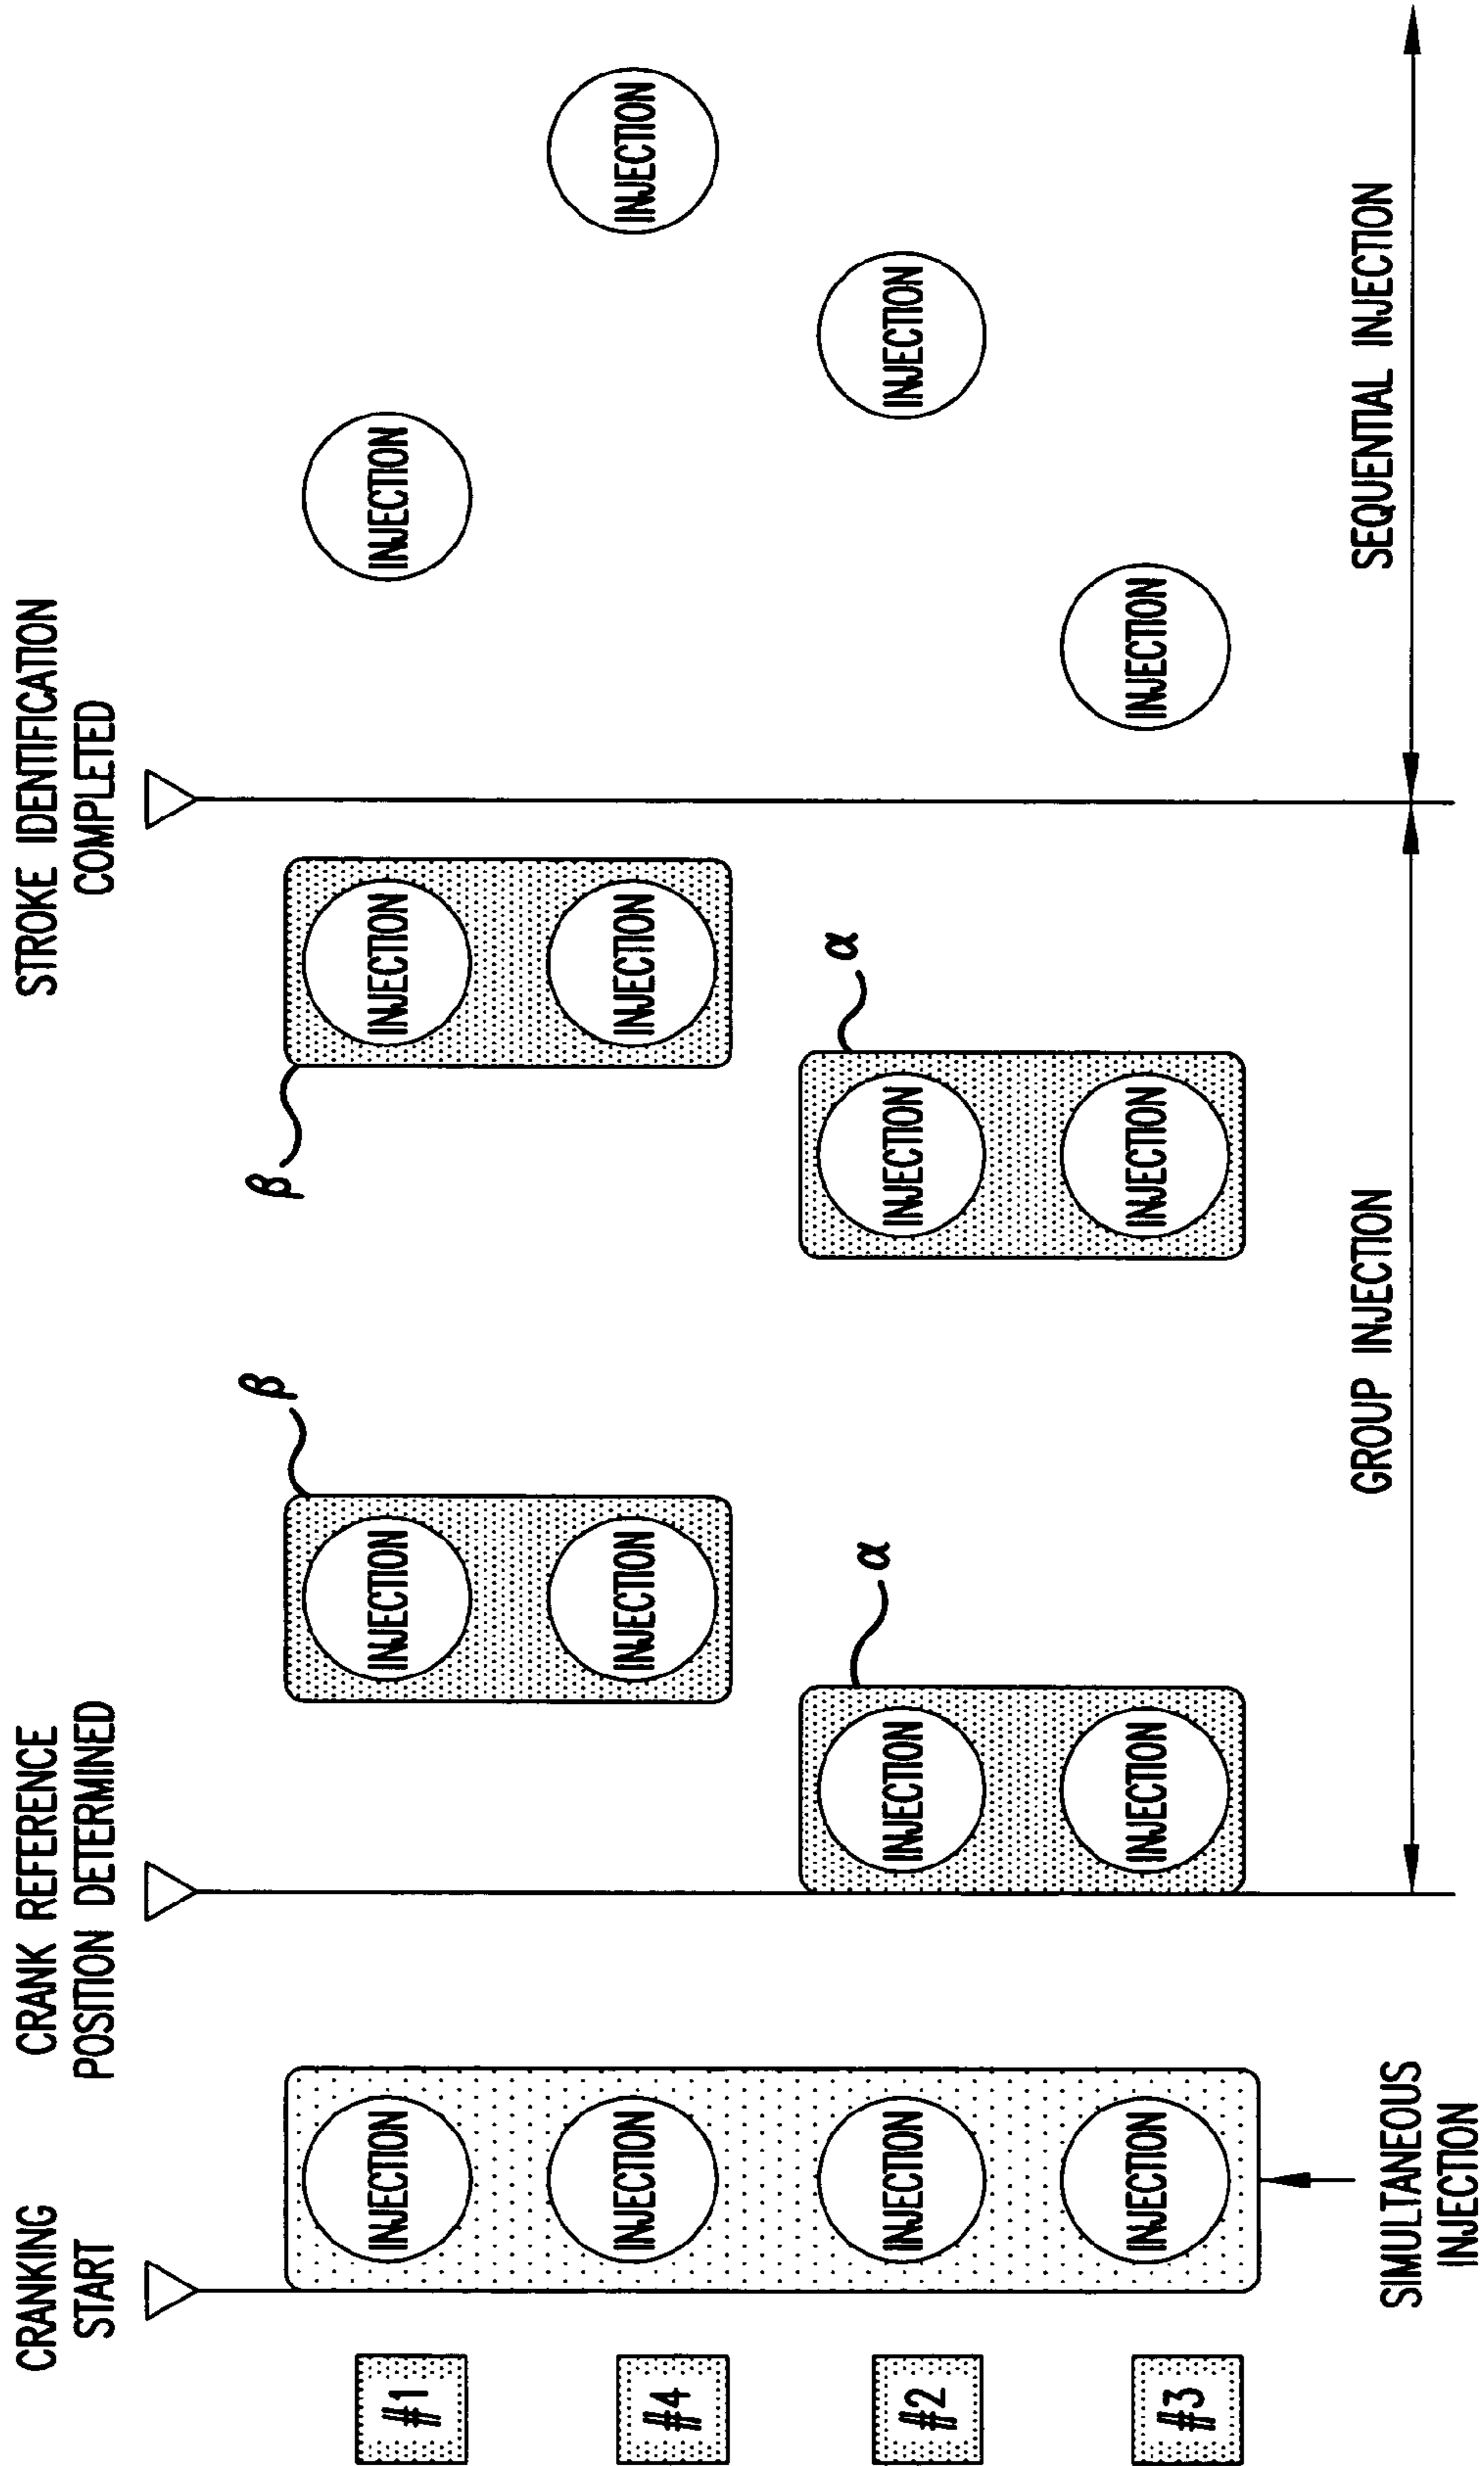 CRANKING
START
CRANK REFERENCE
POSITION DETERMINED
STROKE IDENTIFICATION
COMPLETED
#1
INJECTION
INJECTION
INJECTION
INJECTION
β
β
#4
INJECTION
INJECTION
INJECTION
INJECTION
#2
INJECTION
INJECTION
INJECTION
INJECTION
α
α
#3
INJECTION
INJECTION
INJECTION
INJECTION
SIMULTANEOUS
INJECTION
GROUP INJECTION
SEQUENTIAL INJECTION